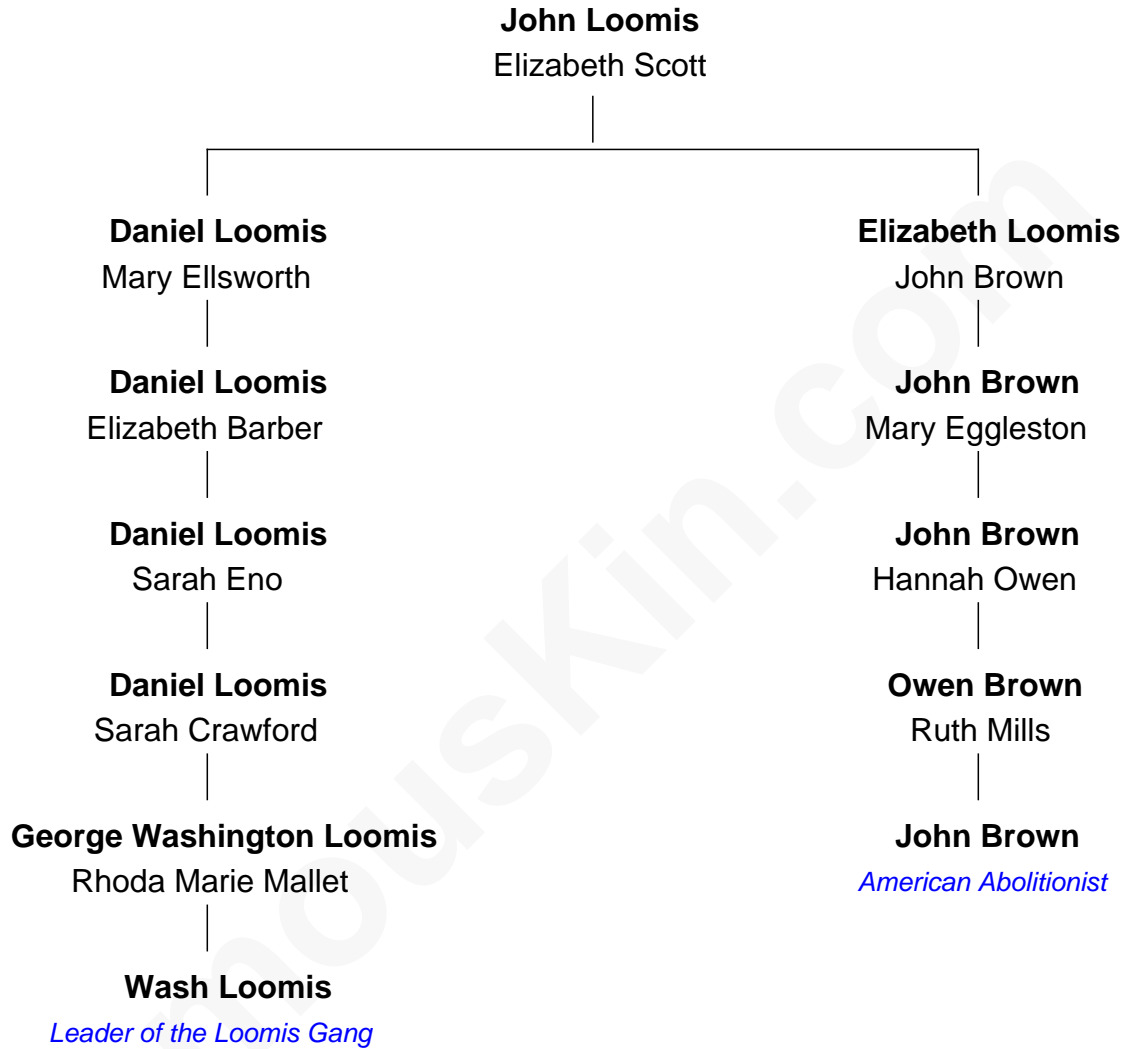 John Loomis
Elizabeth Scott
Daniel Loomis
Mary Ellsworth
Elizabeth Loomis
John Brown
Daniel Loomis
Elizabeth Barber
John Brown
Mary Eggleston
Daniel Loomis
Sarah Eno
John Brown
Hannah Owen
Daniel Loomis
Sarah Crawford
Owen Brown
Ruth Mills
George Washington Loomis
Rhoda Marie Mallet
John Brown
American Abolitionist
Wash Loomis
Leader of the Loomis Gang
mousKin.com